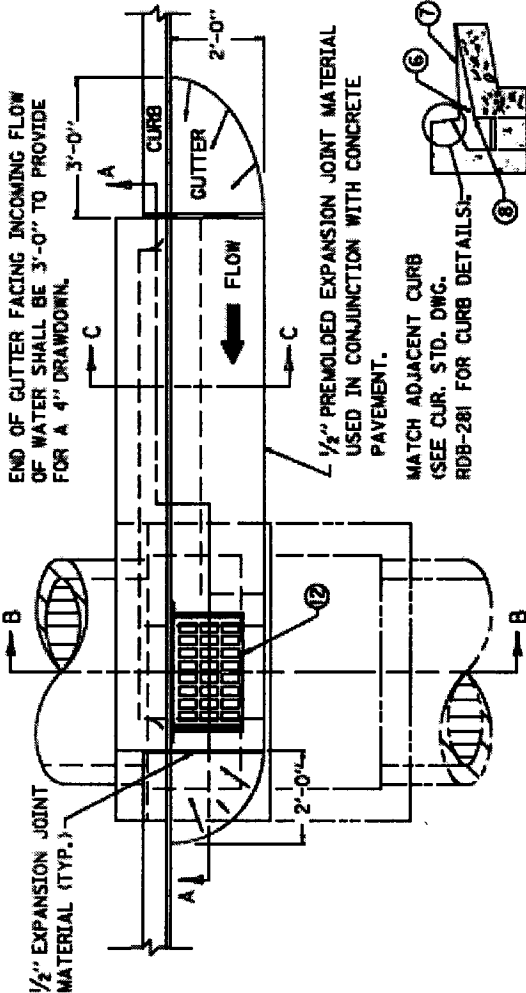 END OF GUTTER FACING INCOMING FLOW
OF WATER SHALL BE 3'-0" TO PROVIDE
FOR A 4" DRAWDOWN.
3'-0"
CURB
A
2'-0"
GUTTER
C
C
FLOW
1/2" PREMOLDED EXPANSION JOINT MATERIAL
USED IN CONJUNCTION WITH CONCRETE
PAVEMENT.
MATCH ADJACENT CURB
(SEE CUR. STD. DWG.
RDB-281 FOR CURB DETAILS).
6
7
8
B
B
12
1/2" EXPANSION JOINT
MATERIAL (TYP.)
A
2'-0"